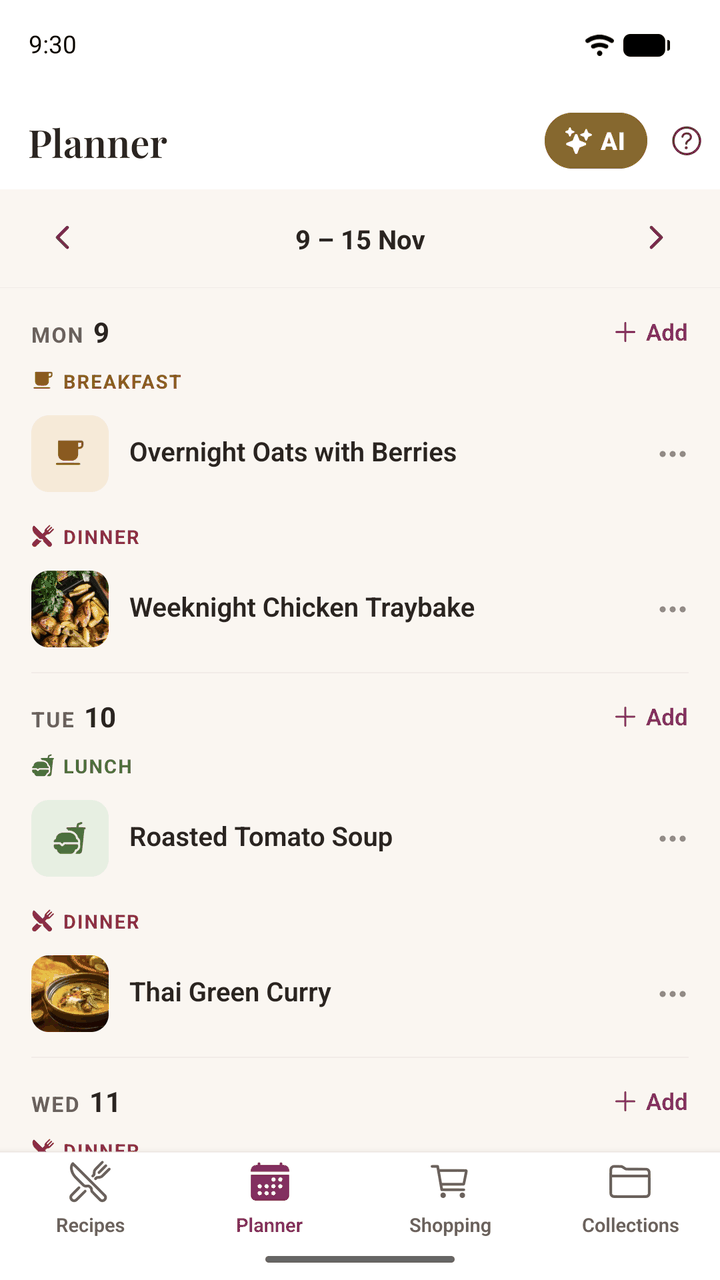 9:30
Planner
AI
9 – 15 Nov
MON 9
+ Add
BREAKFAST
Overnight Oats with Berries
DINNER
Weeknight Chicken Traybake
TUE 10
+ Add
LUNCH
Roasted Tomato Soup
DINNER
Thai Green Curry
WED 11
+ Add
DINNER
Recipes
Planner
Shopping
Collections